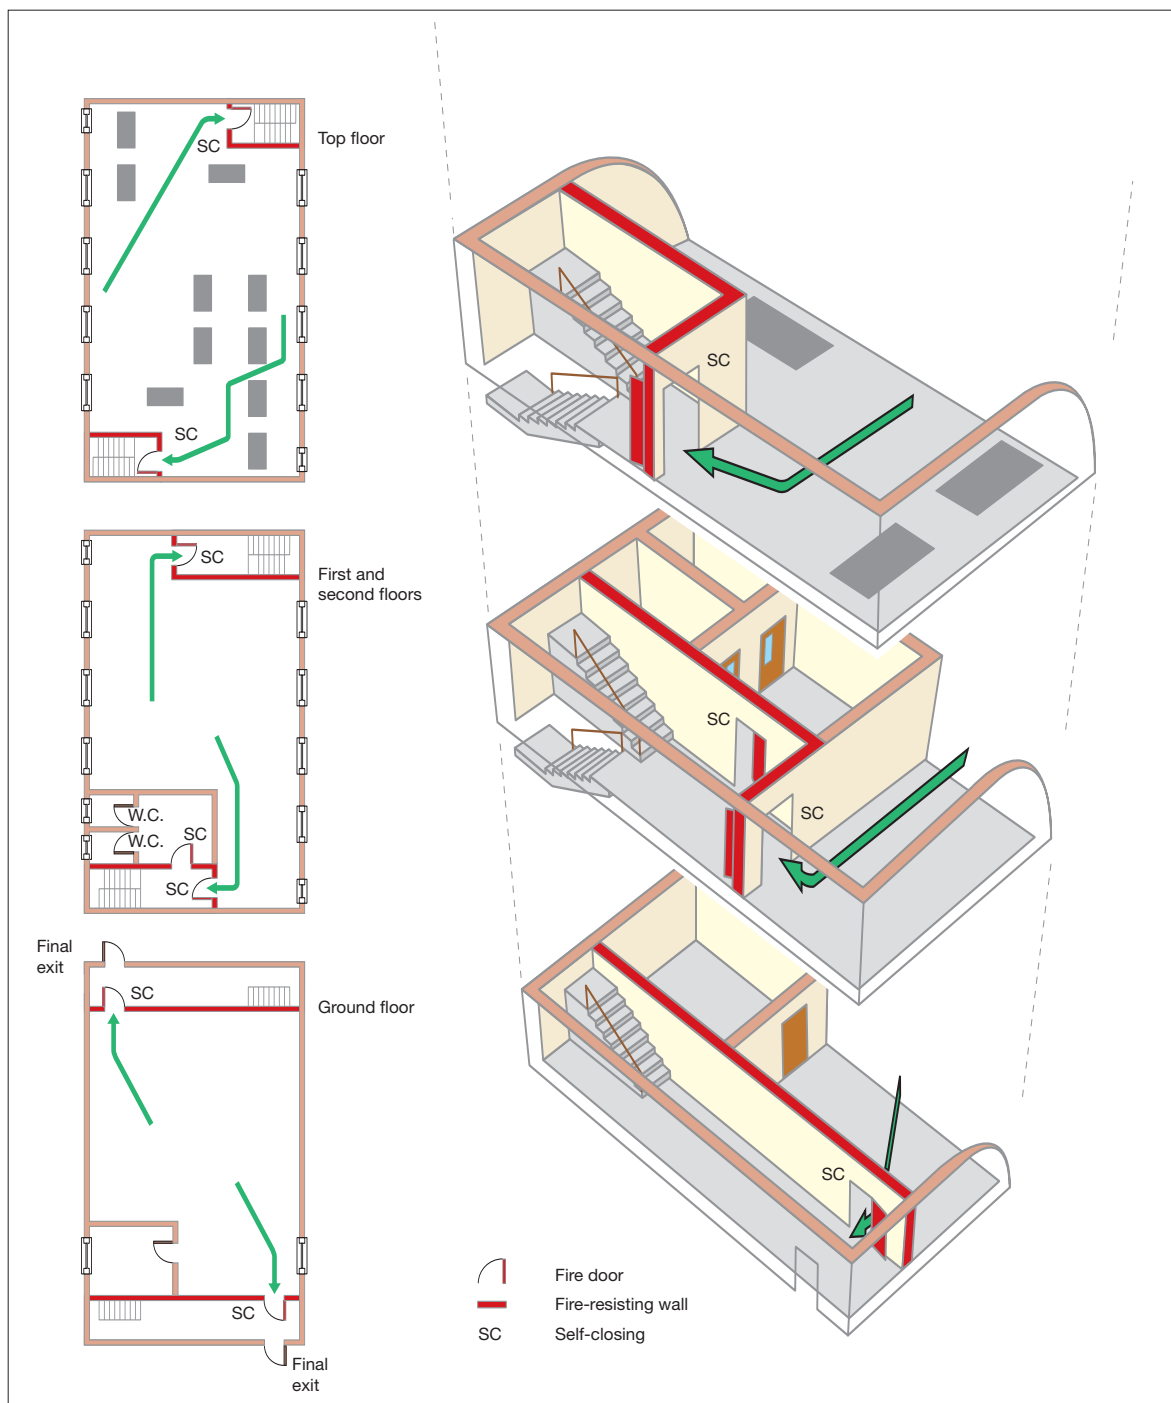 SC
Top floor
SC
SC
First and
second floors
W.C.
W.C.
SC
SC
Final
exit
SC
Ground floor
SC
Final
exit
SC
SC
SC
SC
Fire door
Fire-resisting wall
SC
Self-closing